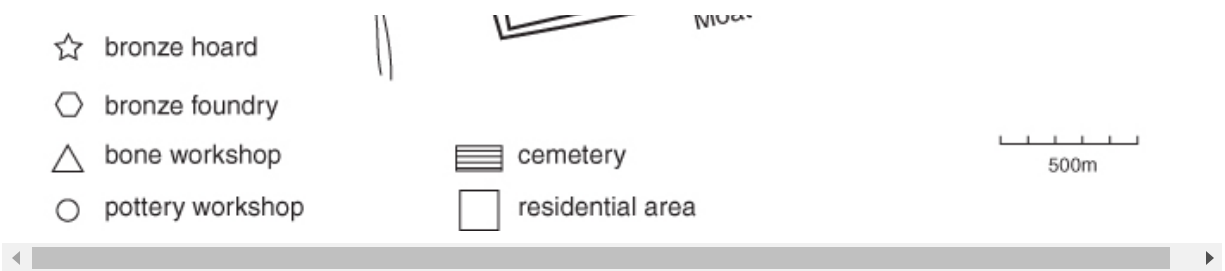 bronze hoard
bronze foundry
bone workshop
pottery workshop
cemetery
residential area
500m